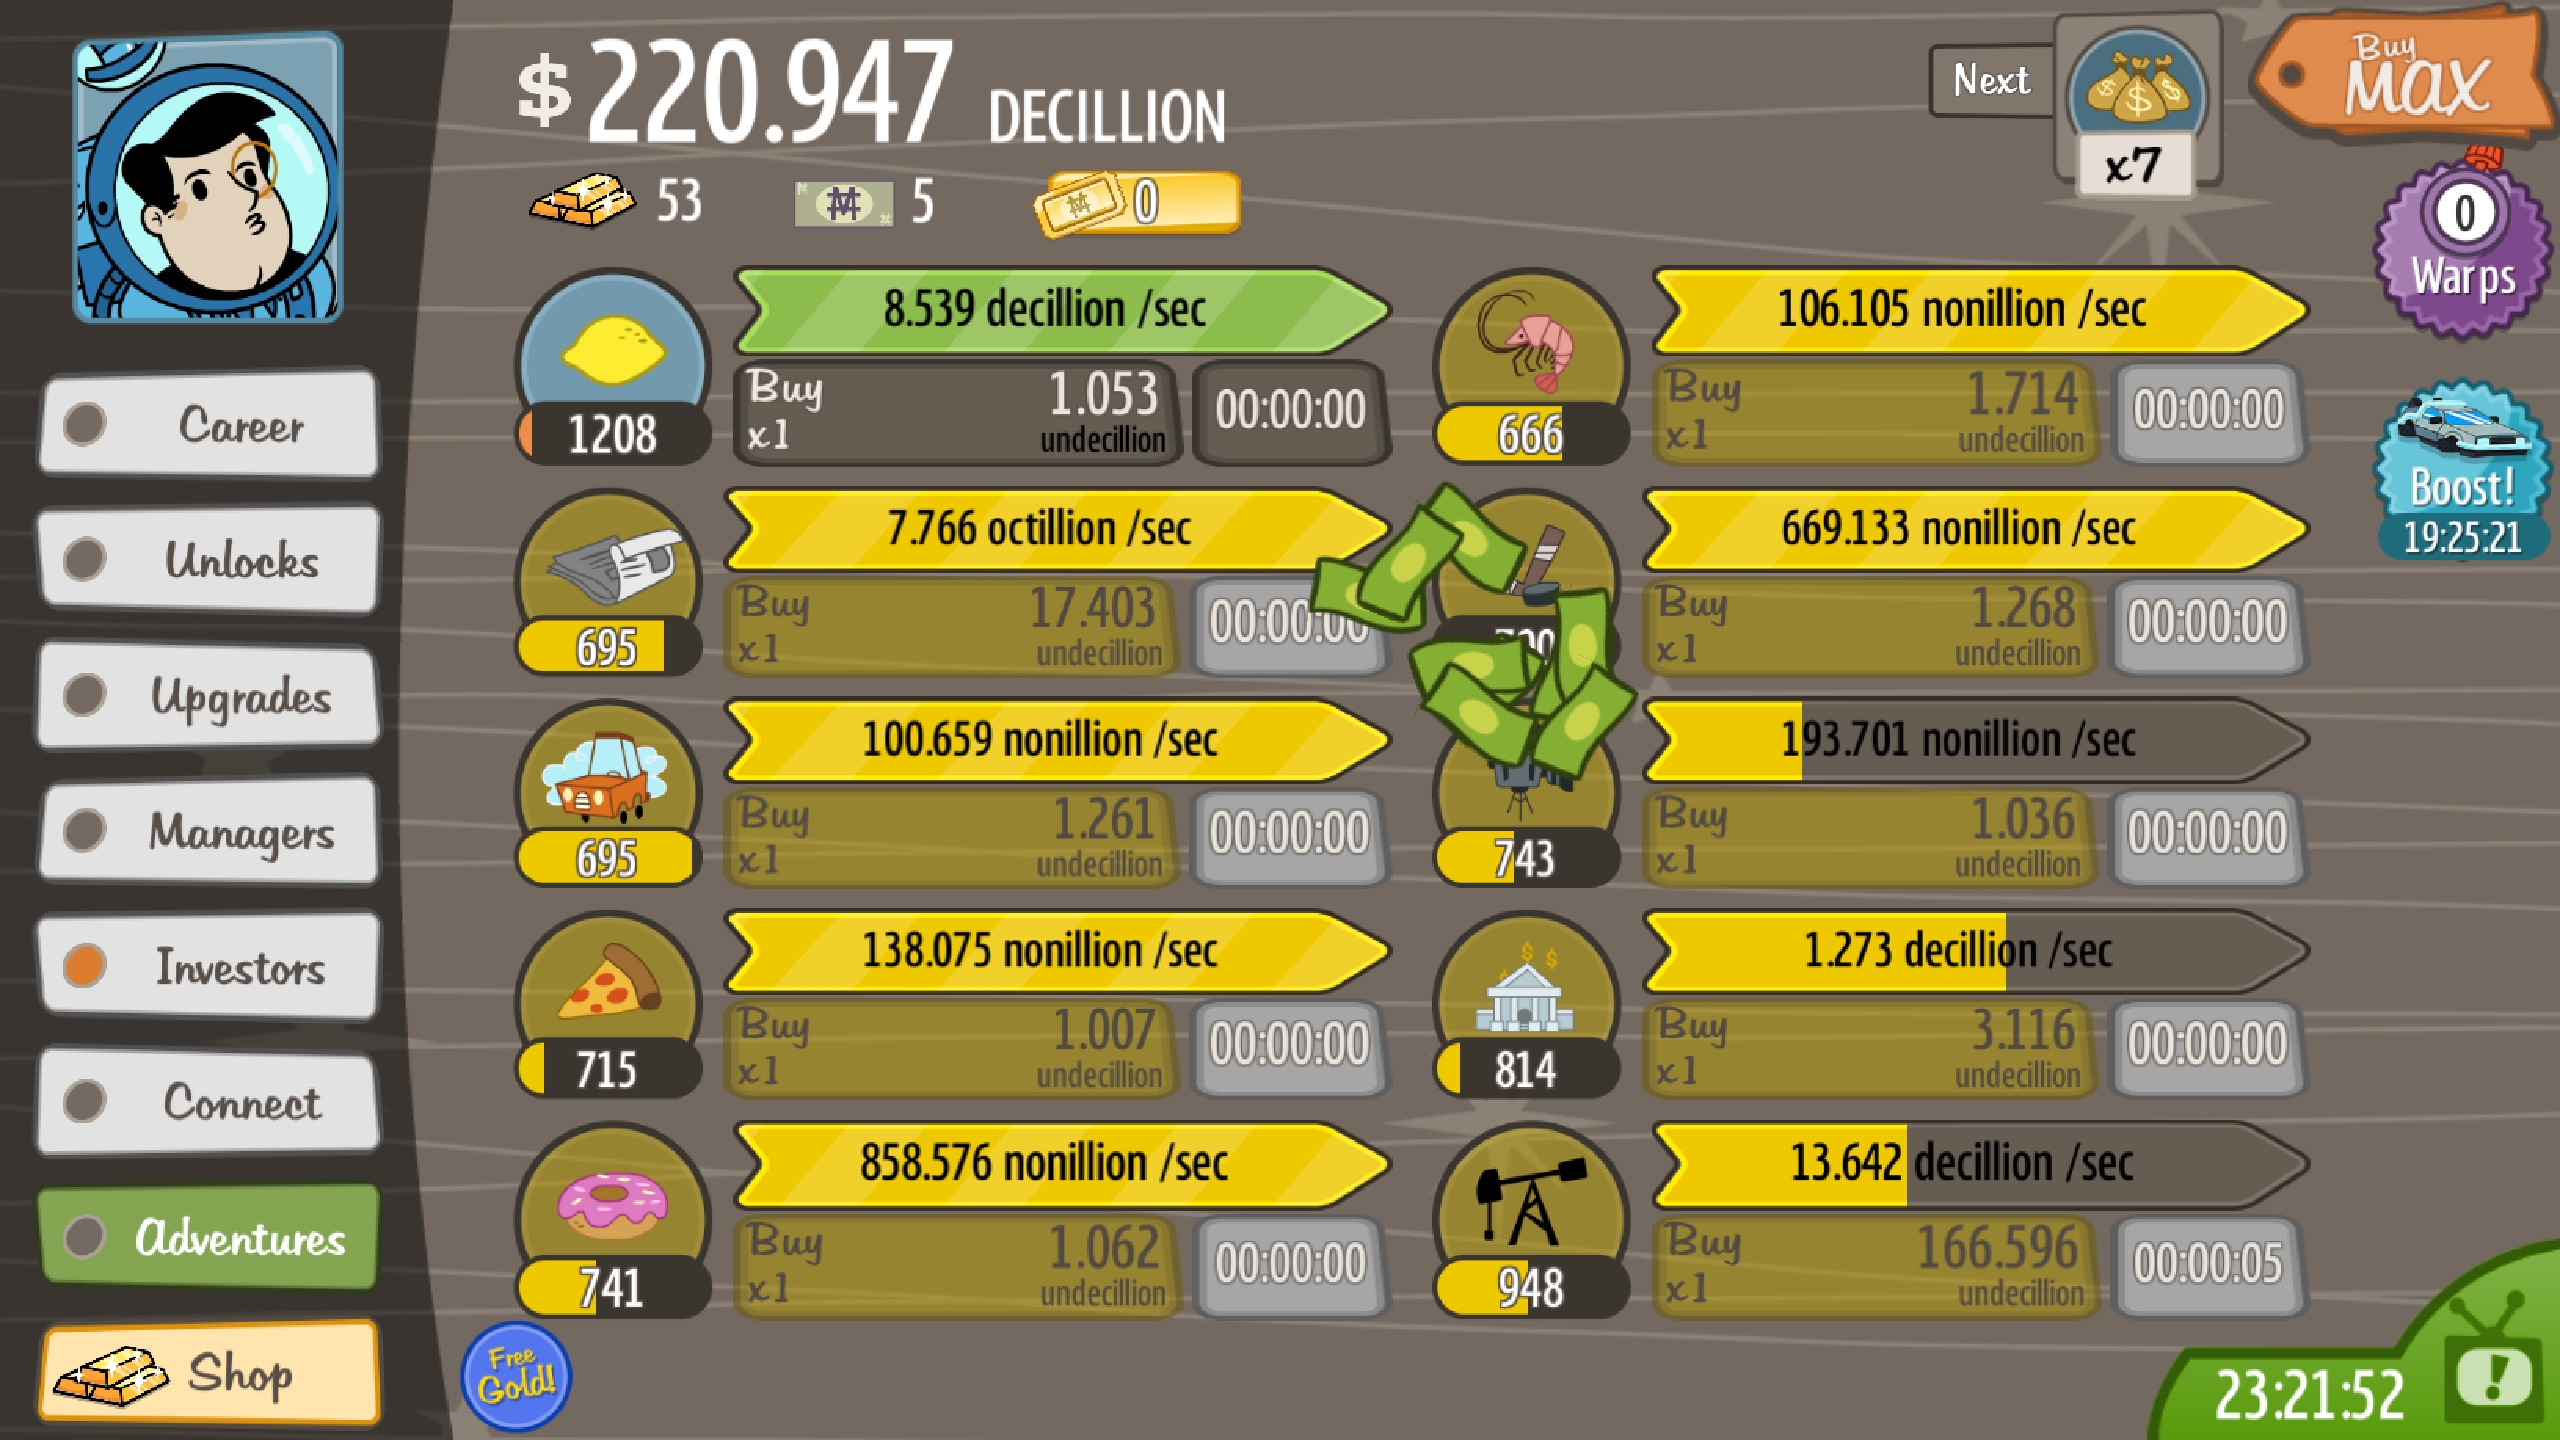 $220.947 DECILLION
Next
x7
Buy
MAX
53
5
0
0
Warps
Boost!
19:25:21
Career
Unlocks
Upgrades
Managers
Investors
Connect
Adventures
Shop
8.539 decillion /sec
1208
Buy
x1
1.053
undecillion
00:00:00
7.766 octillion /sec
695
Buy
x1
17.403
undecillion
00:00:00
100.659 nonillion /sec
695
Buy
x1
1.261
undecillion
00:00:00
138.075 nonillion /sec
715
Buy
x1
1.007
undecillion
00:00:00
858.576 nonillion /sec
741
Buy
x1
1.062
undecillion
00:00:00
106.105 nonillion /sec
666
Buy
x1
1.714
undecillion
00:00:00
669.133 nonillion /sec
Buy
x1
1.268
undecillion
00:00:00
193.701 nonillion /sec
743
Buy
x1
1.036
undecillion
00:00:00
1.273 decillion /sec
814
Buy
x1
3.116
undecillion
00:00:00
13.642 decillion /sec
948
Buy
x1
166.596
undecillion
00:00:05
Free
Gold!
23:21:52
!